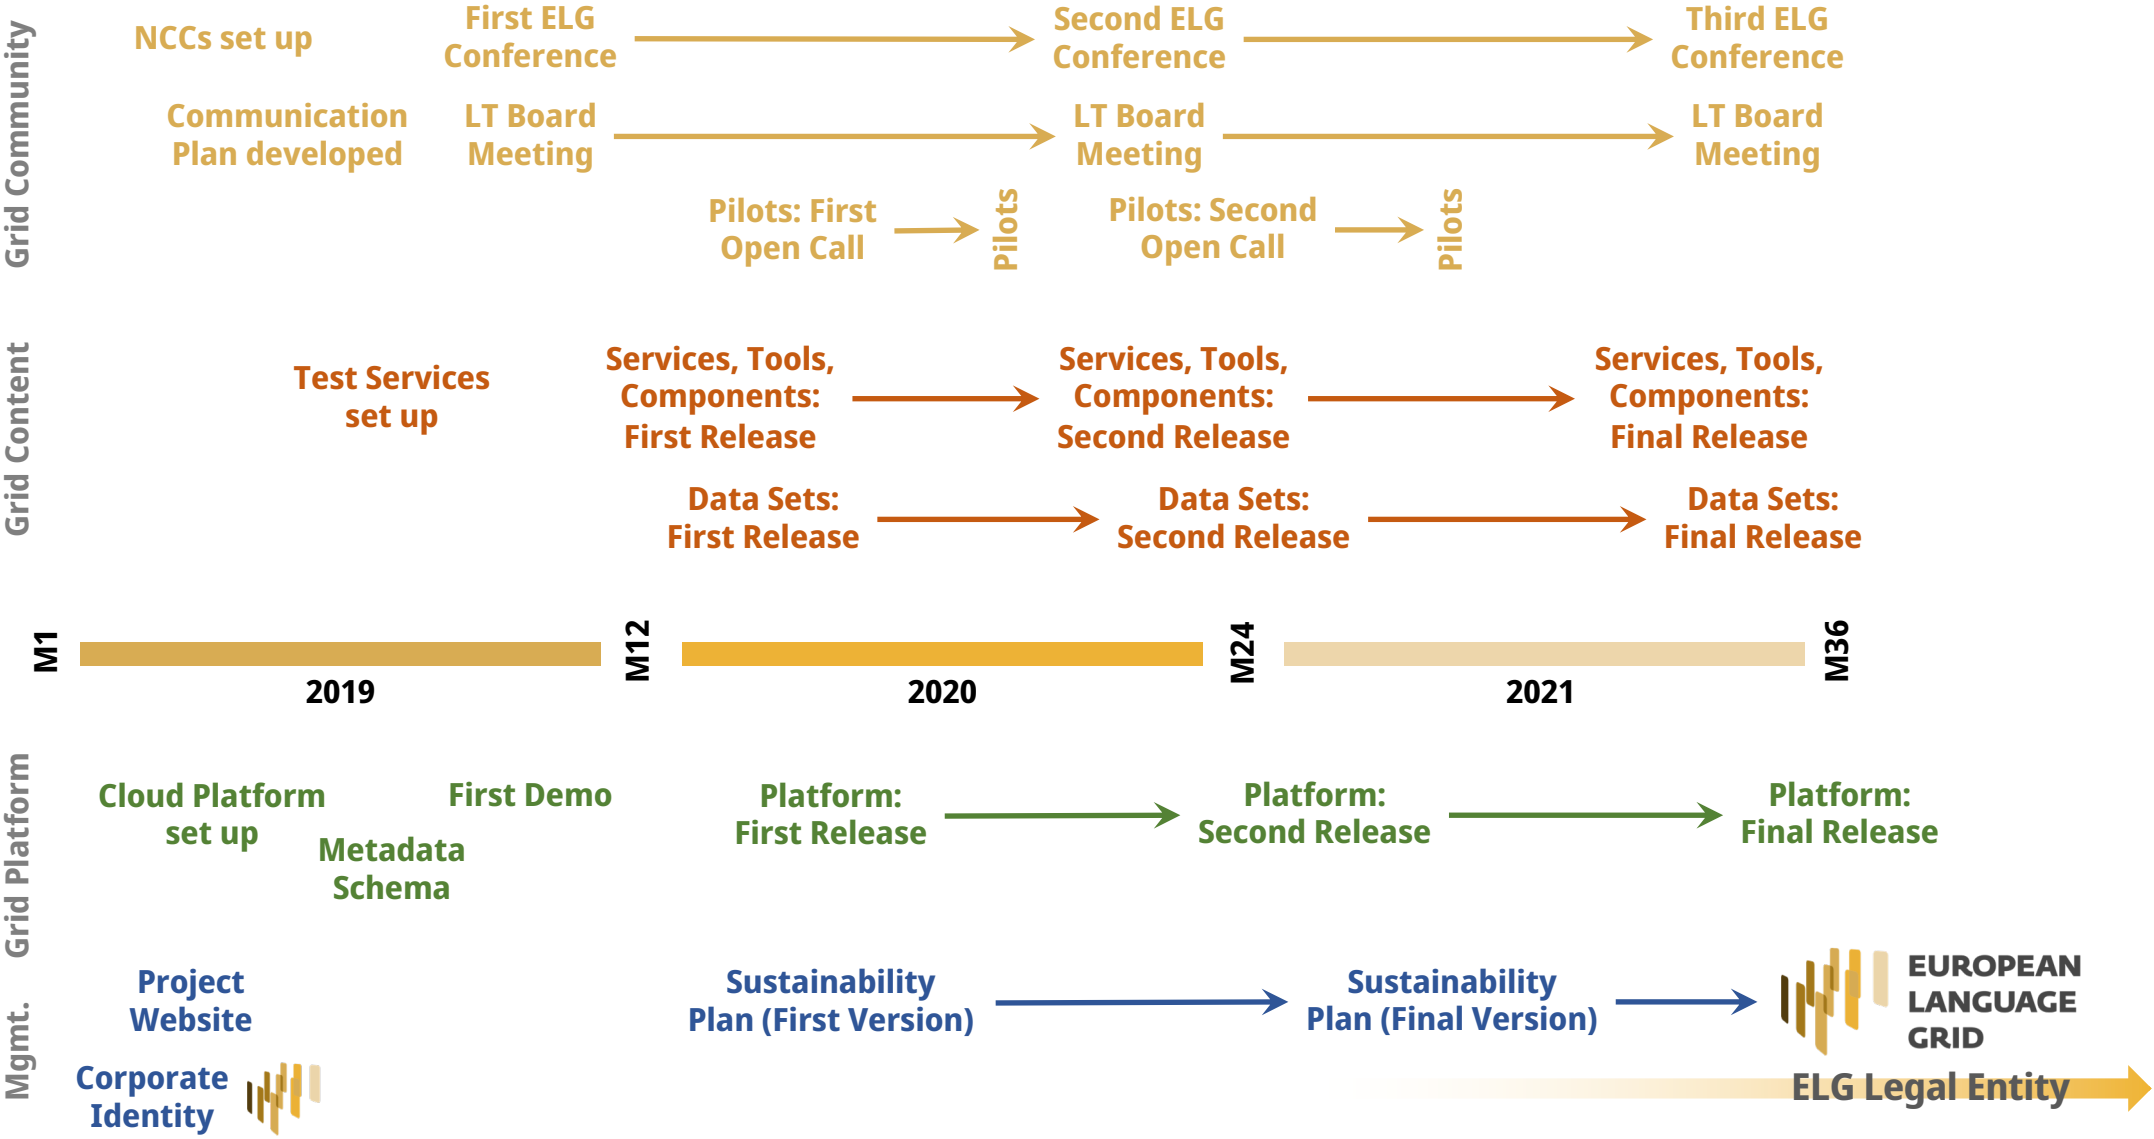 Grid Community
NCCs set up
First ELG
Conference
Second ELG
Conference
Third ELG
Conference
Communication
Plan developed
LT Board
Meeting
LT Board
Meeting
LT Board
Meeting
Pilots: First
Open Call
Pilots
Pilots: Second
Open Call
Pilots
Grid Content
Test Services
set up
Services, Tools,
Components:
First Release
Services, Tools,
Components:
Second Release
Services, Tools,
Components:
Final Release
Data Sets:
First Release
Data Sets:
Second Release
Data Sets:
Final Release
M1
M12
M24
M36
2019
2020
2021
Grid Platform
Cloud Platform
set up
Metadata
Schema
First Demo
Platform:
First Release
Platform:
Second Release
Platform:
Final Release
Mgmt.
Project
Website
Sustainability
Plan (First Version)
Sustainability
Plan (Final Version)
EUROPEAN
LANGUAGE
GRID
Corporate
Identity
ELG Legal Entity